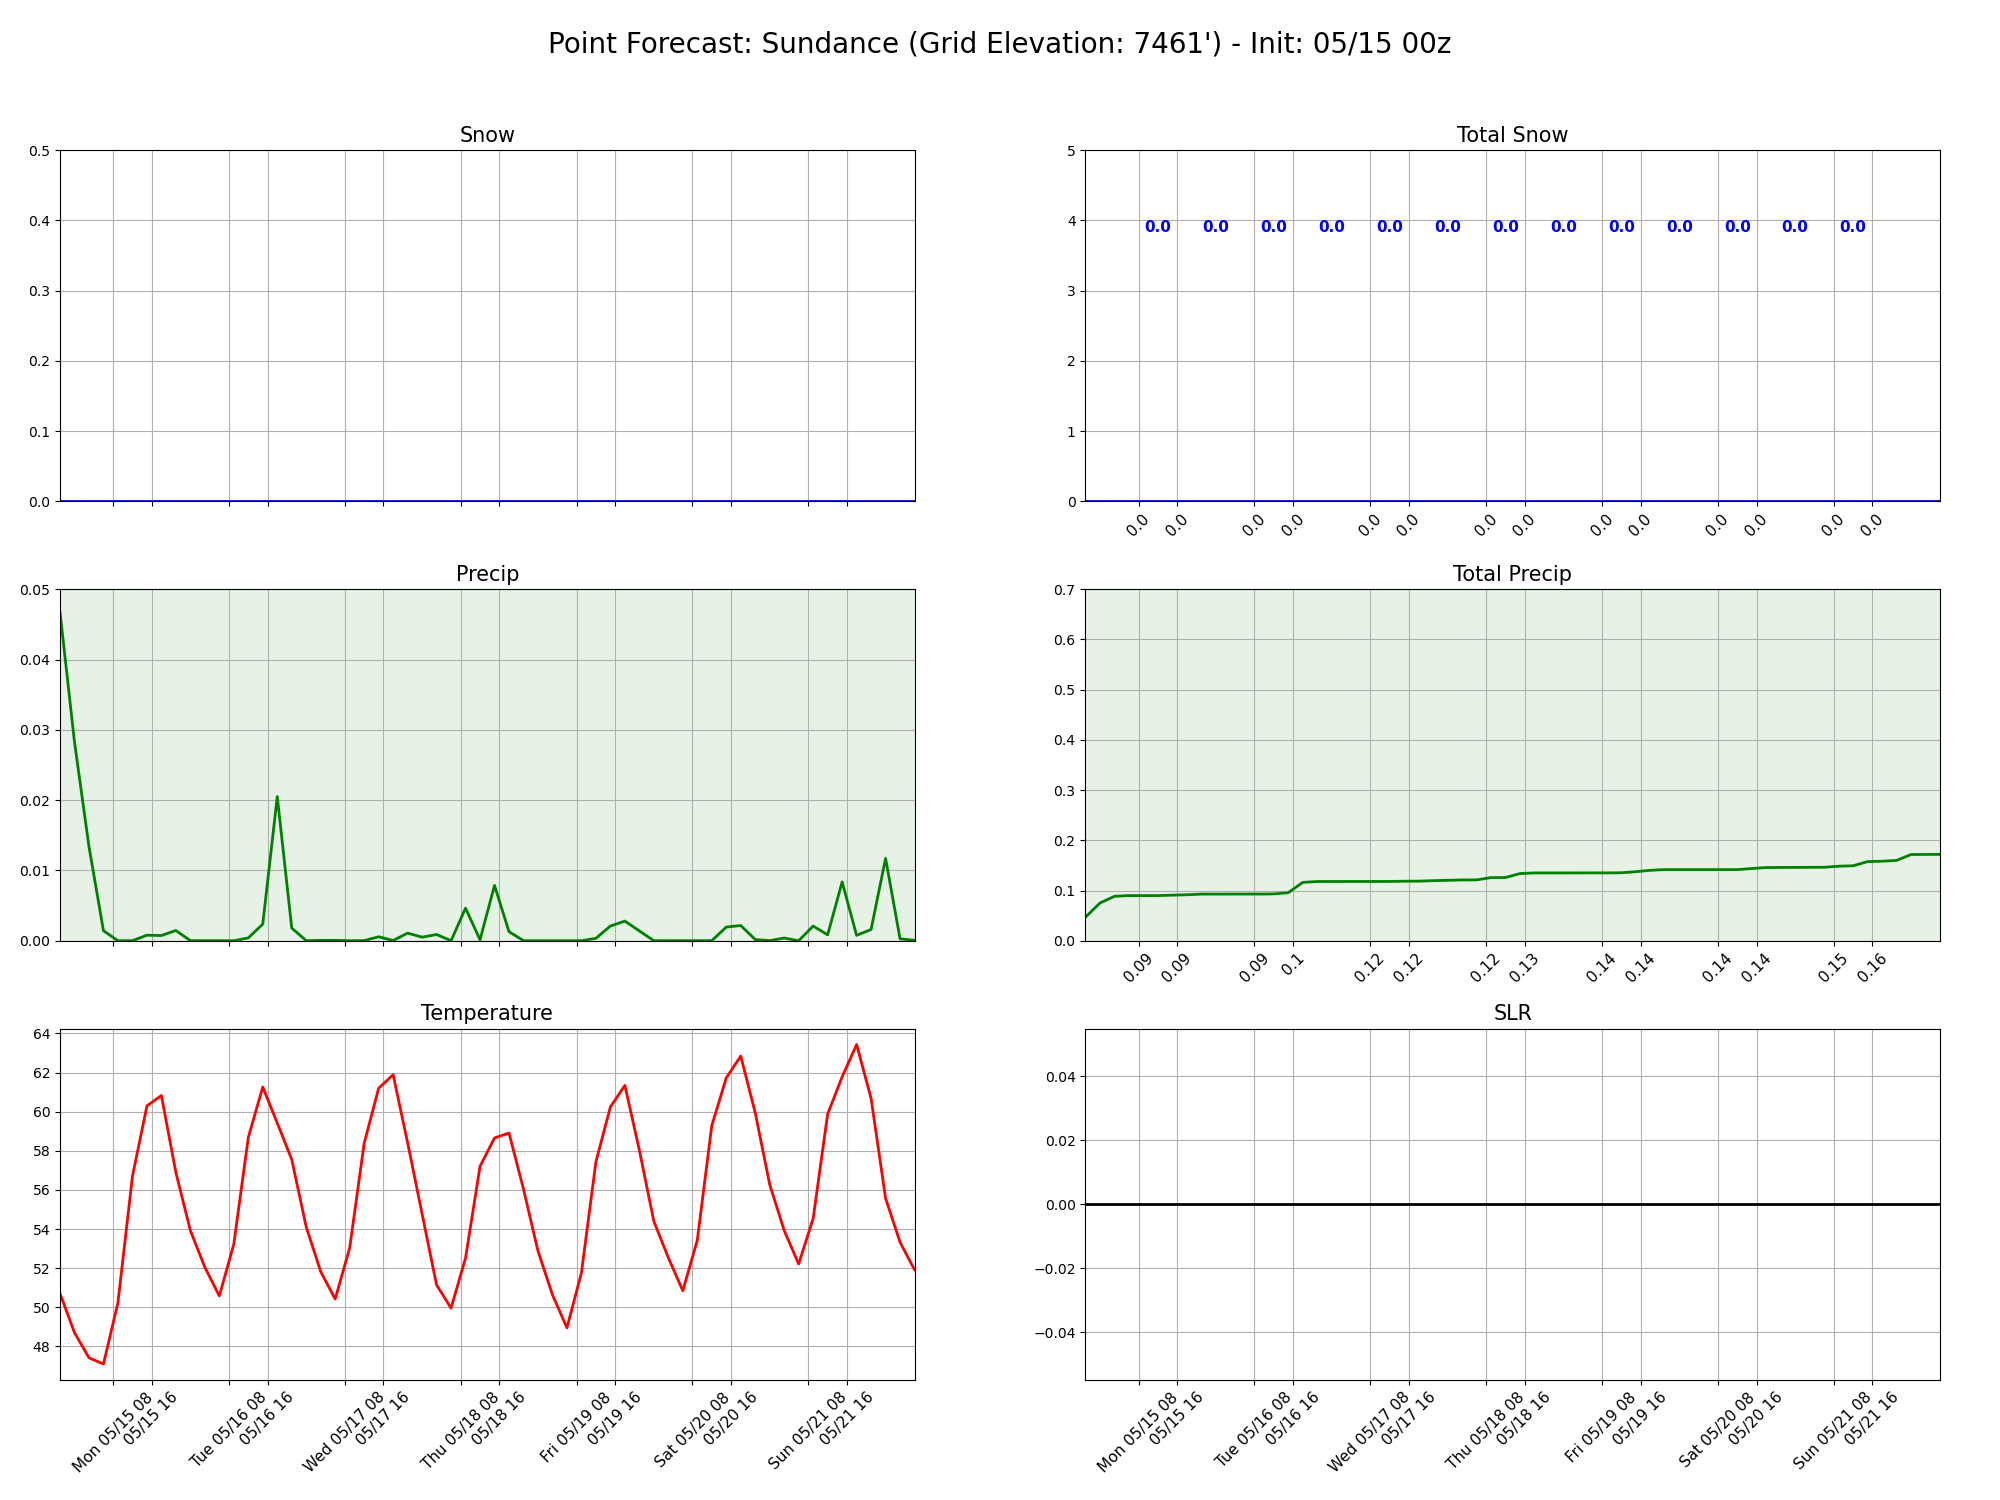 Point Forecast: Sundance (Grid Elevation: 7461') - Init: 05/15 00z
Snow
0.5
0.4
0.3
0.2
0.1
0.0
Total Snow
5
4
3
2
1
0
0.0 0.0 0.0 0.0 0.0 0.0 0.0 0.0 0.0 0.0 0.0 0.0 0.0
0.0 0.0 0.0 0.0 0.0 0.0 0.0 0.0 0.0 0.0 0.0 0.0 0.0 0.0
Precip
0.05
0.04
0.03
0.02
0.01
0.00
Total Precip
0.7
0.6
0.5
0.4
0.3
0.2
0.1
0.0
0.09 0.09 0.09 0.1 0.12 0.12 0.12 0.13 0.14 0.14 0.14 0.14 0.15 0.16
Temperature
64
62
60
58
56
54
52
50
48
Mon 05/15 08
05/15 16
Tue 05/16 08
05/16 16
Wed 05/17 08
05/17 16
Thu 05/18 08
05/18 16
Fri 05/19 08
05/19 16
Sat 05/20 08
05/20 16
Sun 05/21 08
05/21 16
SLR
0.04
0.02
0.00
−0.02
−0.04
Mon 05/15 08
05/15 16
Tue 05/16 08
05/16 16
Wed 05/17 08
05/17 16
Thu 05/18 08
05/18 16
Fri 05/19 08
05/19 16
Sat 05/20 08
05/20 16
Sun 05/21 08
05/21 16